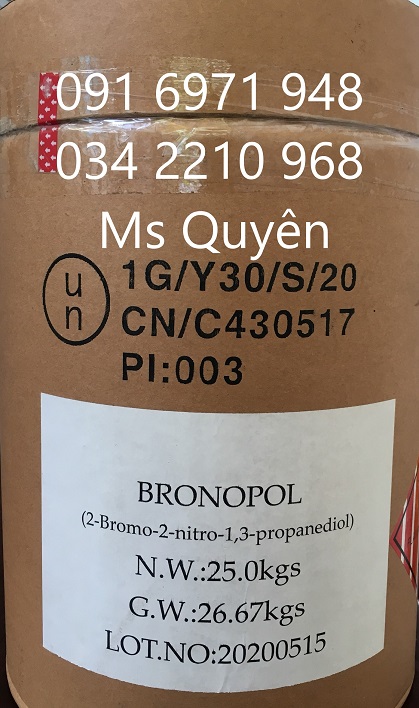 091 6971 948
034 2210 968
Ms Quyên
u
n
1G/Y30/S/20
CN/C430517
PI:003
BRONOPOL
(2-Bromo-2-nitro-1,3-propanediol)
N.W.:25.0kgs
G.W.:26.67kgs
LOT.NO:20200515